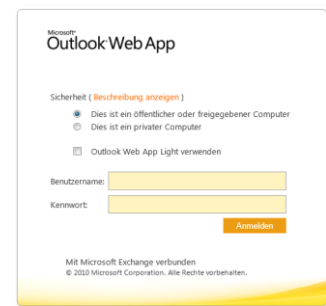 Microsoft®
Outlook Web App
Sicherheit ( Beschreibung anzeigen )
Dies ist ein öffentlicher oder freigegebener Computer
Dies ist ein privater Computer
Outlook Web App Light verwenden
Benutzername:
Kennwort:
Anmelden
Mit Microsoft Exchange verbunden
© 2010 Microsoft Corporation. Alle Rechte vorbehalten.